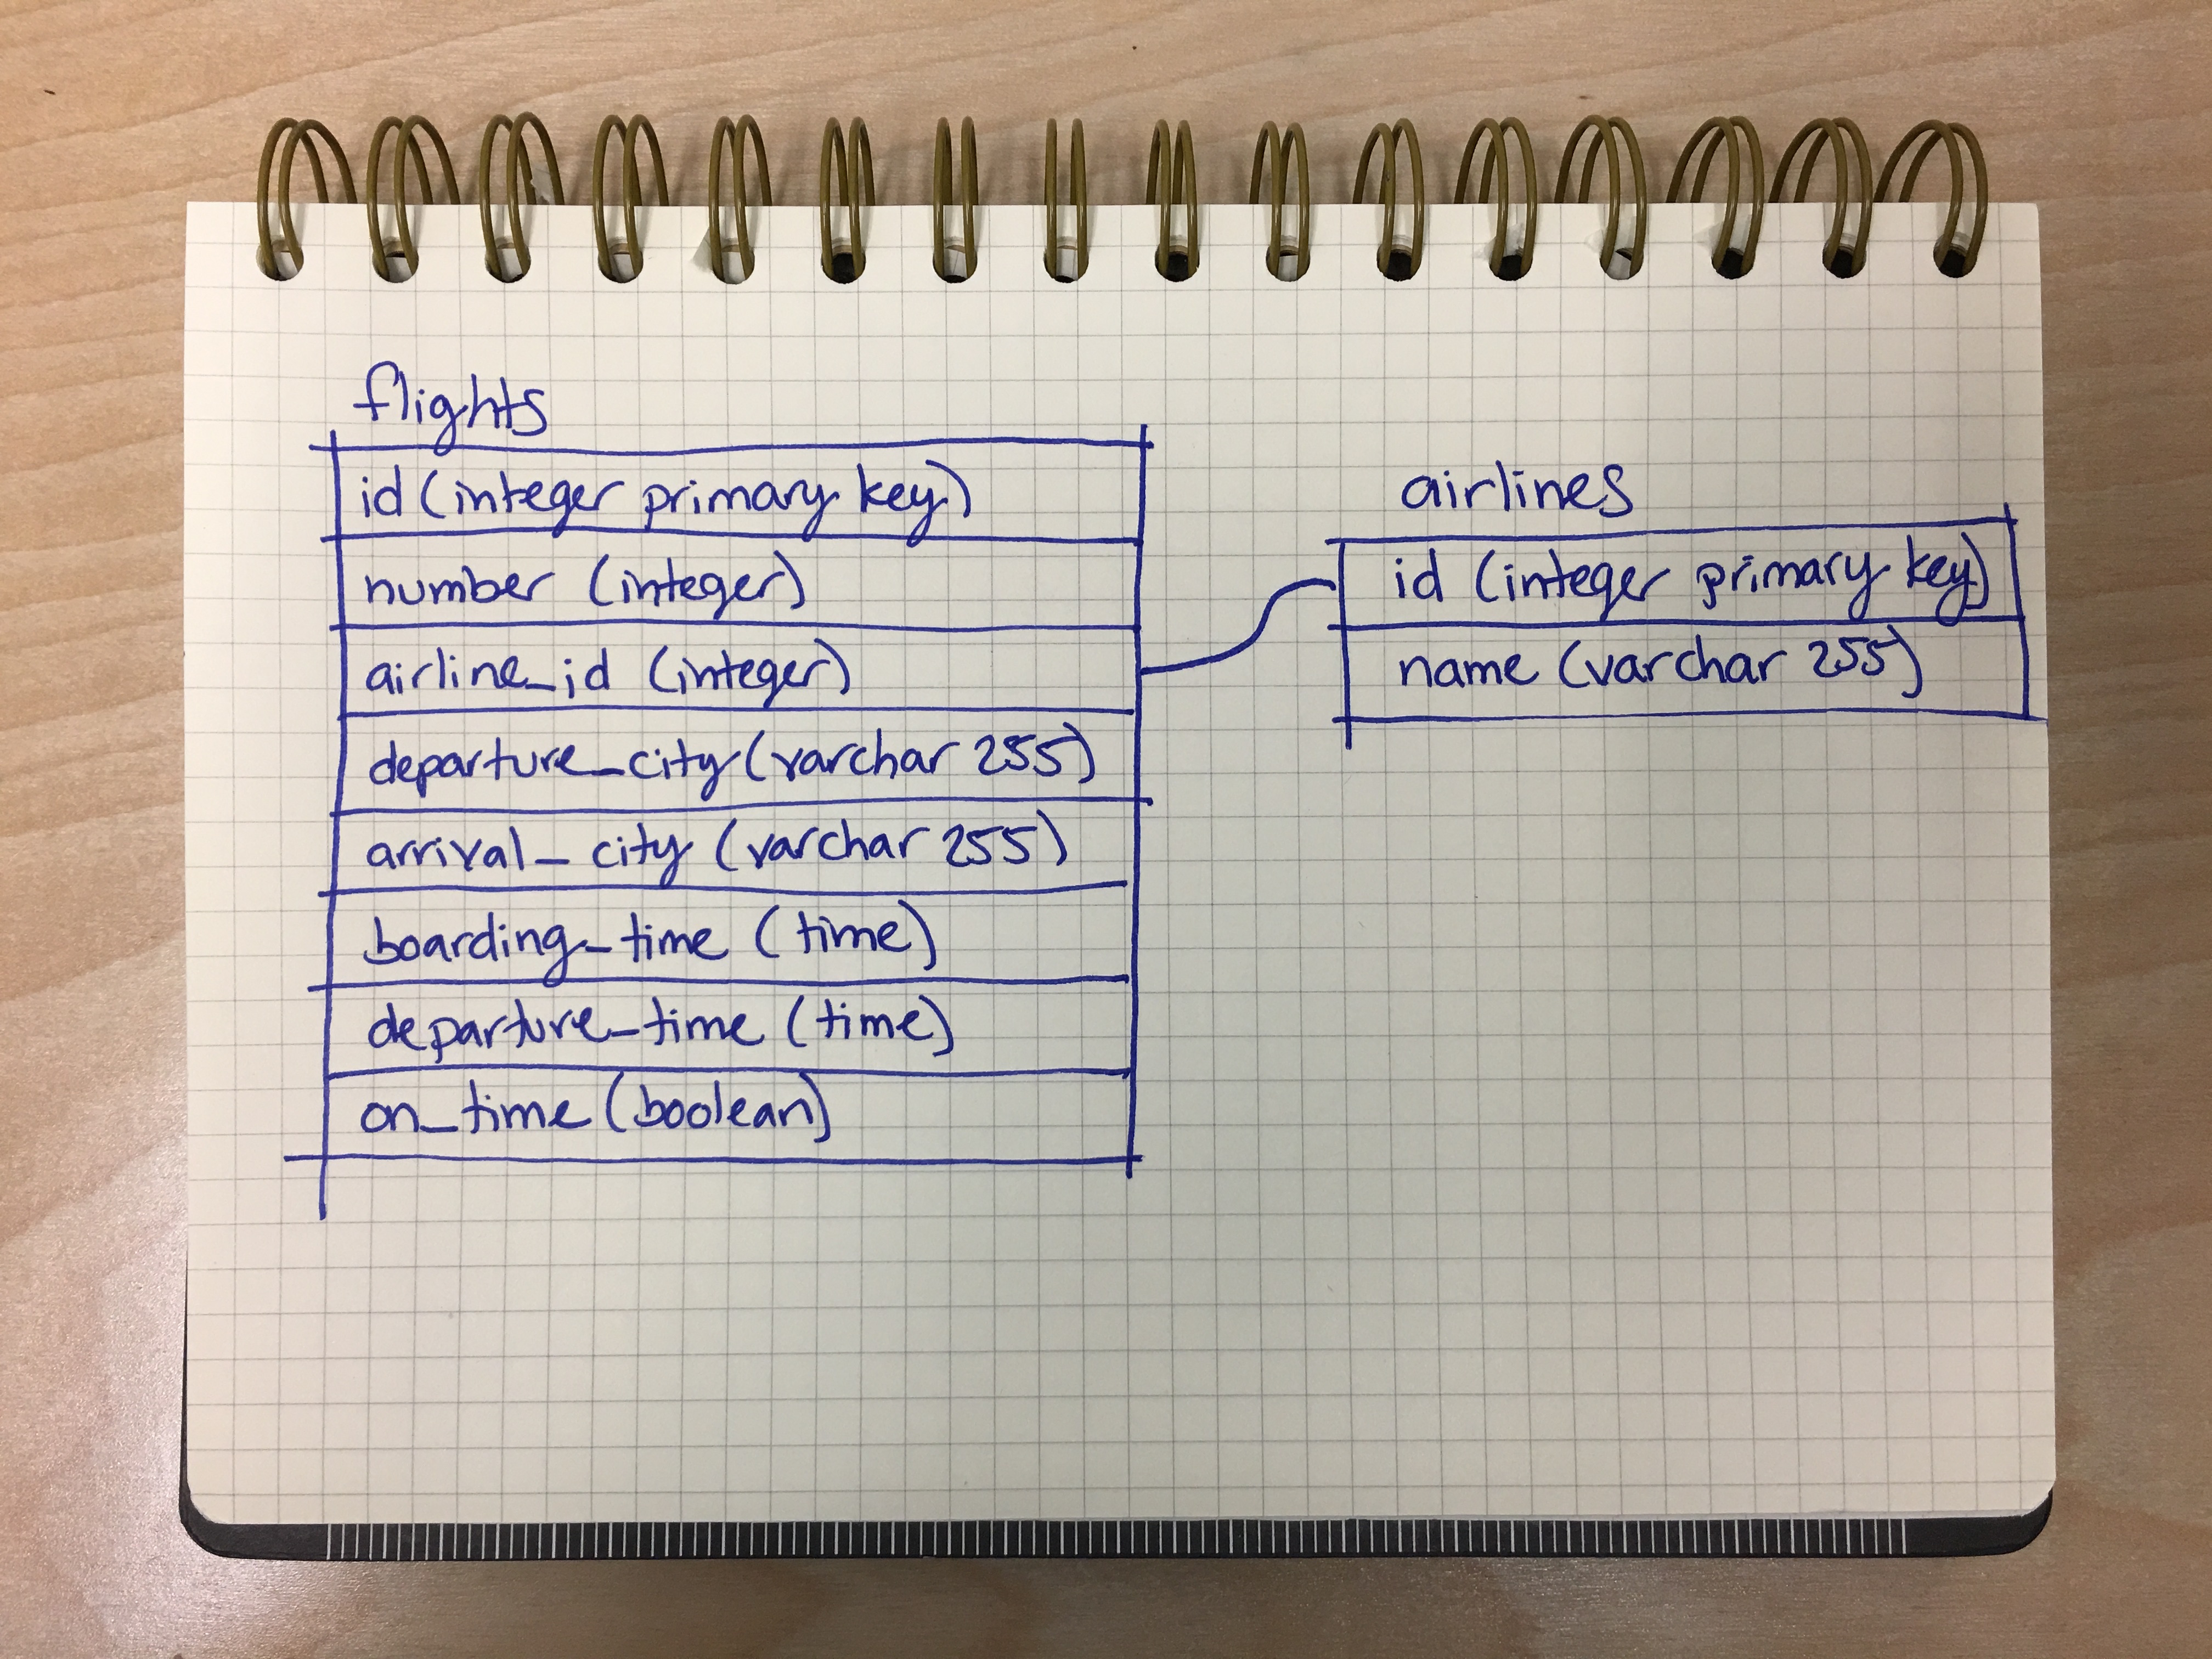 flights
id (integer primary key)
number (integer)
airline_id (integer)
departure_city (varchar 255)
arrival_city (varchar 255)
boarding_time (time)
departure_time (time)
on_time (boolean)
airlines
id (integer primary key)
name (varchar 255)